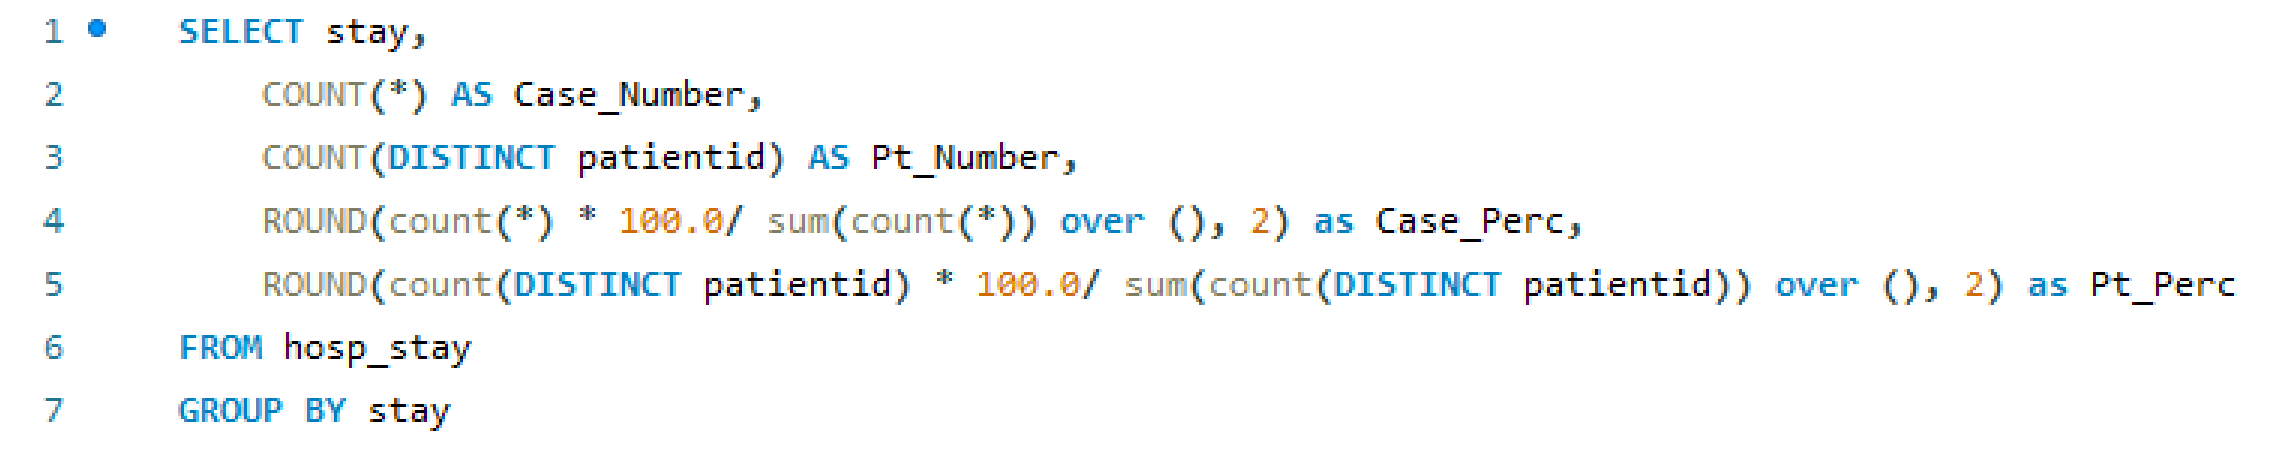 1 SELECT stay,
2 COUNT(*) AS Case_Number,
3 COUNT(DISTINCT patientid) AS Pt_Number,
4 ROUND(count(*) * 100.0/ sum(count(*)) over (), 2) as Case_Perc,
5 ROUND(count(DISTINCT patientid) * 100.0/ sum(count(DISTINCT patientid)) over (), 2) as Pt_Perc
6 FROM hosp_stay
7 GROUP BY stay